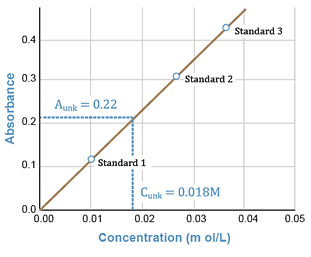 0.4
Standard 3
0.3
Standard 2
Absorbance
A_unk = 0.22
0.2
Standard 1
0.1
C_unk = 0.018M
0.0
0.00 0.01 0.02 0.03 0.04 0.05
Concentration (m ol/L)